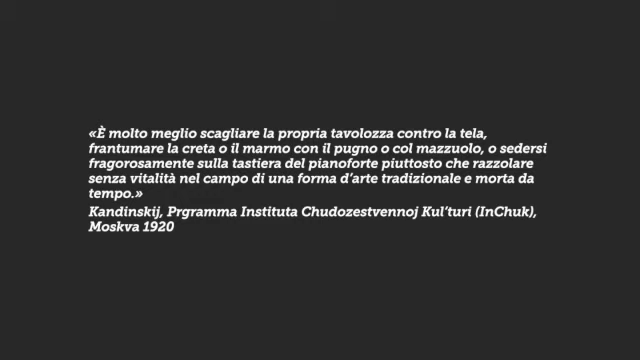 «È molto meglio scagliare la propria tavolozza contro la tela,
frantumare la creta o il marmo con il pugno o col mazzuolo, o sedersi
fragorosamente sulla tastiera del pianoforte piuttosto che razzolare
senza vitalità nel campo di una forma d'arte tradizionale e morta da
tempo.»
Kandinskij, Prgramma Instituta Chudozestvennoj Kul'turi (InChuk),
Moskva 1920